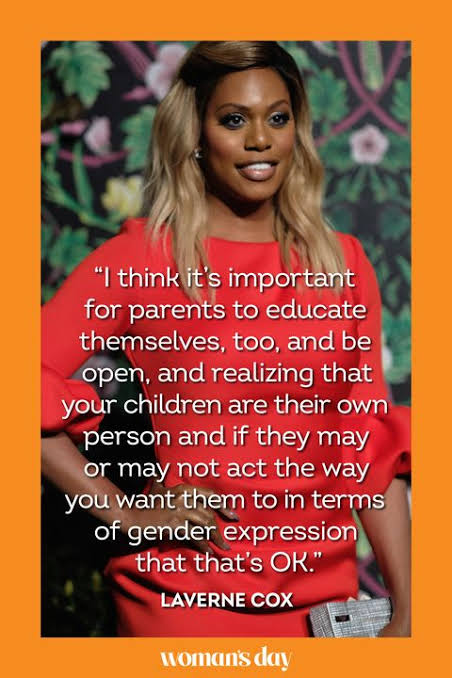 “I think it’s important
for parents to educate
themselves, too, and be
open, and realizing that
your children are their own
person and if they may
or may not act the way
you want them to in terms
of gender expression
that that’s OK.”
LAVERNE COX
woman's day